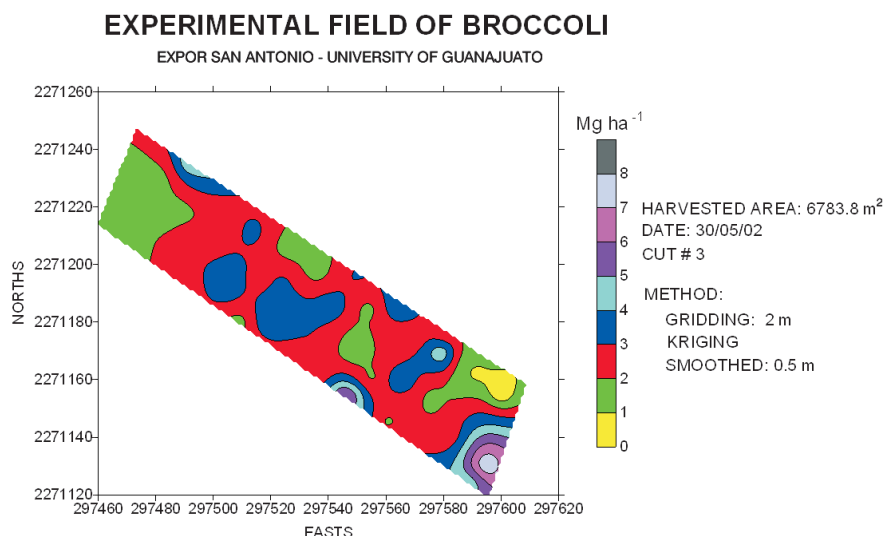 EXPERIMENTAL FIELD OF BROCCOLI
EXPOR SAN ANTONIO - UNIVERSITY OF GUANAJUATO
2271260
2271240
2271220
2271200
2271180
2271160
2271140
2271120
NORTHS
297460 297480 297500 297520 297540 297560 297580 297600 297620
EASTS
Mg ha⁻¹
8
7
6
5
4
3
2
1
0
HARVESTED AREA: 6783.8 m²
DATE: 30/05/02
CUT # 3
METHOD:
GRIDDING: 2 m
KRIGING
SMOOTHED: 0.5 m